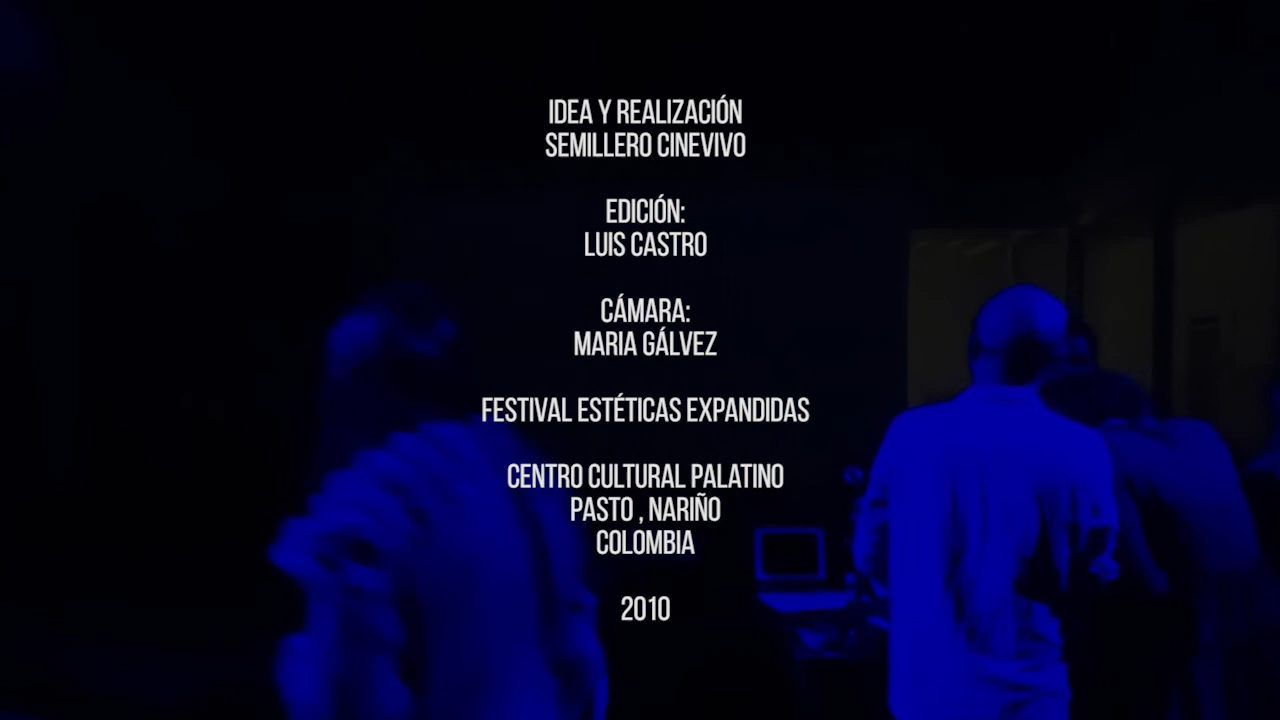 IDEA Y REALIZACIÓN
SEMILLERO CINEVIVO
EDICIÓN:
LUIS CASTRO
CÁMARA:
MARIA GÁLVEZ
FESTIVAL ESTÉTICAS EXPANDIDAS
CENTRO CULTURAL PALATINO
PASTO , NARIÑO
COLOMBIA
2010